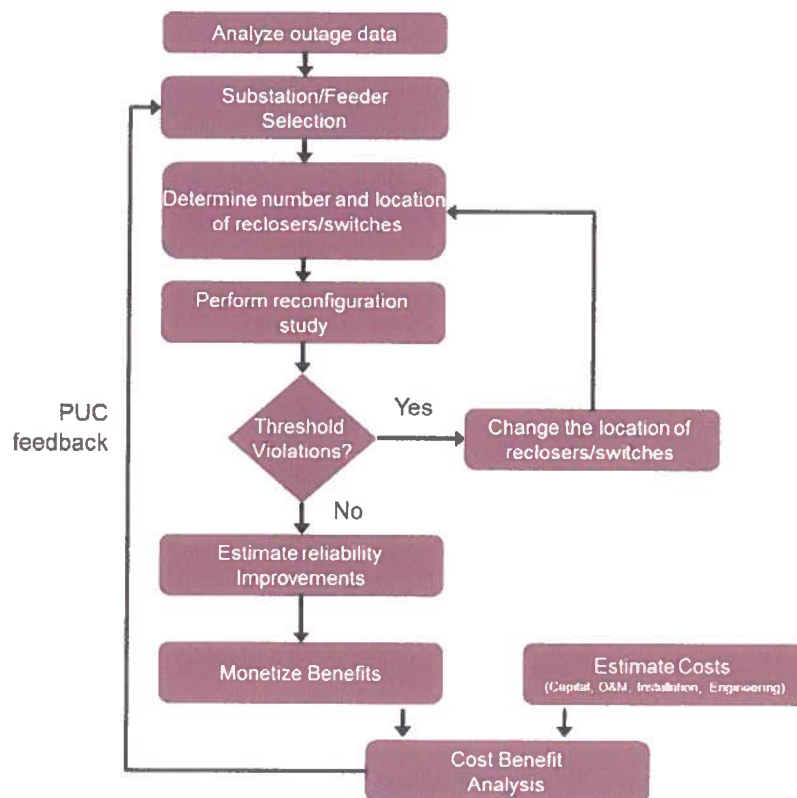 Analyze outage data
Substation/Feeder
Selection
Determine number and location
of reclosers/switches
Perform reconfiguration
study
PUC
feedback
Threshold
Violations?
Yes
Change the location of
reclosers/switches
No
Estimate reliability
Improvements
Monetize Benefits
Estimate Costs
(Capital, O&M, Installation, Engineering)
Cost Benefit
Analysis